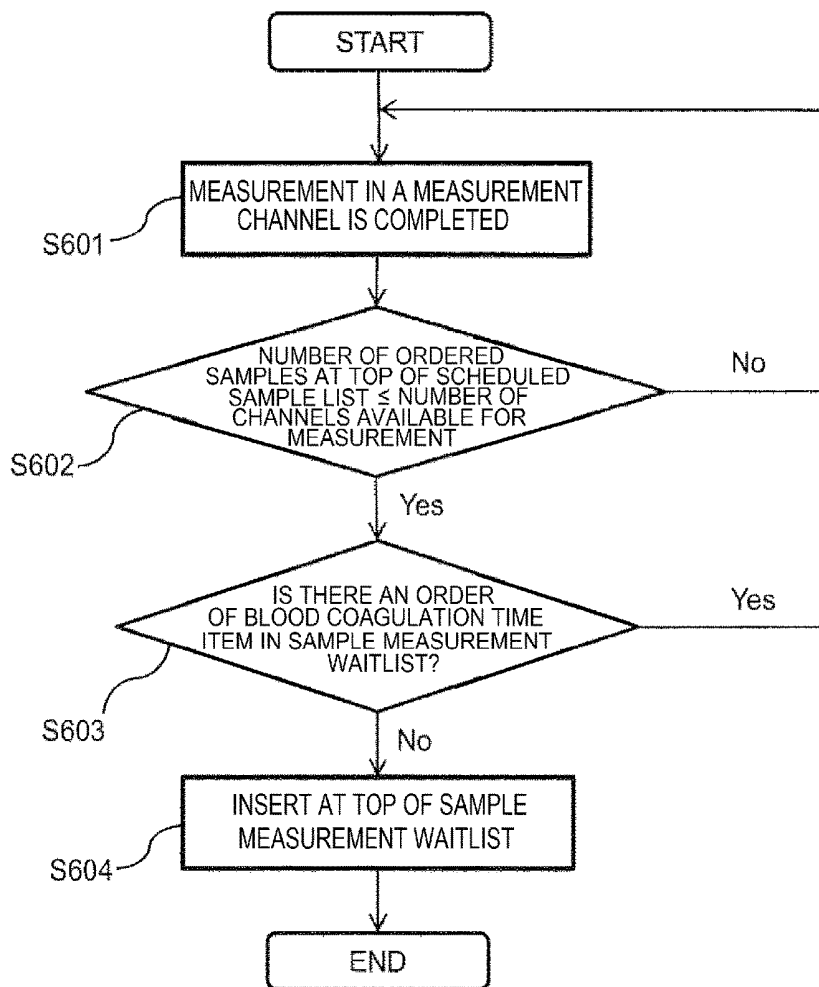 START
MEASUREMENT IN A MEASUREMENT
CHANNEL IS COMPLETED
S601
NUMBER OF ORDERED
SAMPLES AT TOP OF SCHEDULED
SAMPLE LIST ≤ NUMBER OF
CHANNELS AVAILABLE FOR
MEASUREMENT
No
S602
Yes
IS THERE AN ORDER
OF BLOOD COAGULATION TIME
ITEM IN SAMPLE MEASUREMENT
WAITLIST?
Yes
S603
No
INSERT AT TOP OF SAMPLE
MEASUREMENT WAITLIST
S604
END